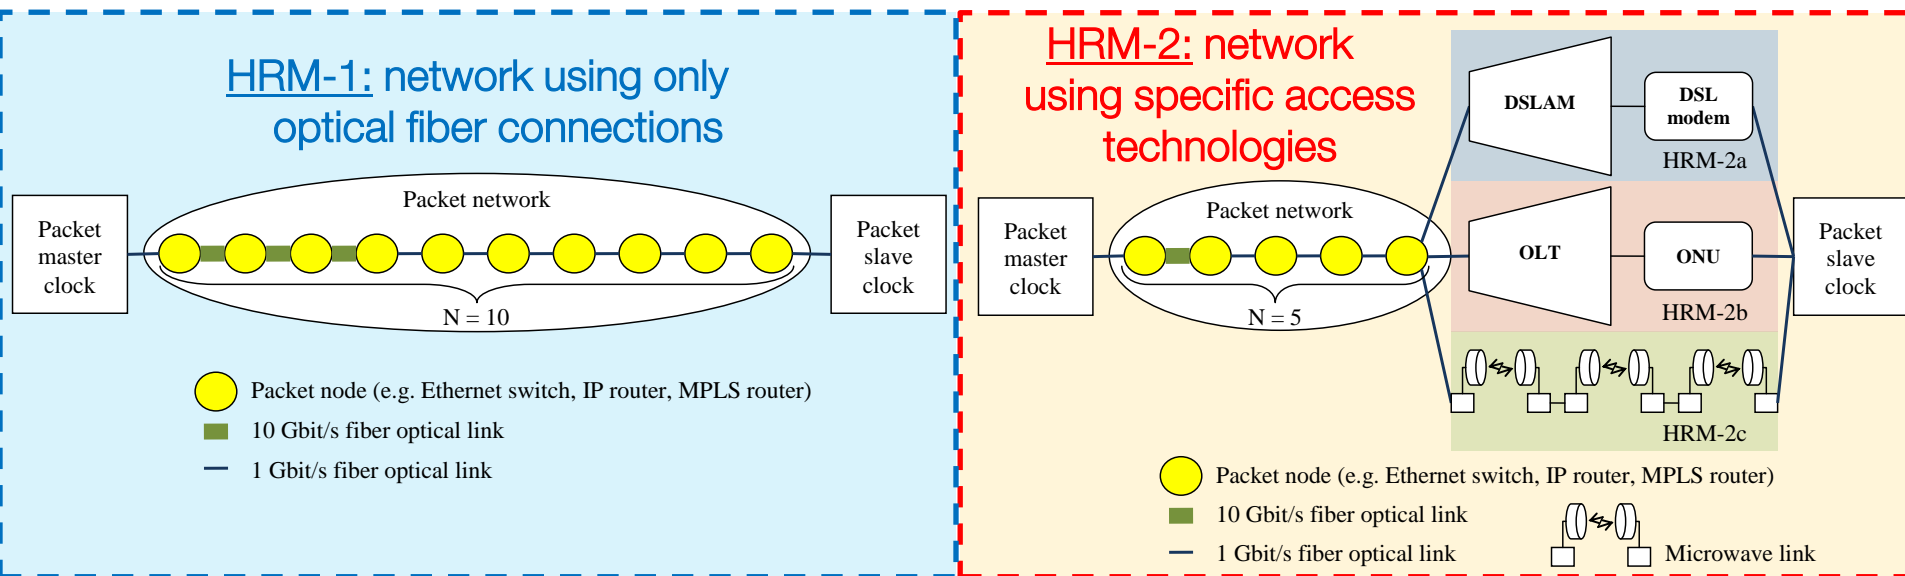 HRM-1: network using only
optical fiber connections
Packet
master
clock
Packet network
N = 10
Packet
slave
clock
Packet node (e.g. Ethernet switch, IP router, MPLS router)
10 Gbit/s fiber optical link
1 Gbit/s fiber optical link
HRM-2: network
using specific access
technologies
Packet
master
clock
Packet network
N = 5
DSLAM
DSL
modem
HRM-2a
OLT
ONU
HRM-2b
HRM-2c
Packet
slave
clock
Packet node (e.g. Ethernet switch, IP router, MPLS router)
10 Gbit/s fiber optical link
1 Gbit/s fiber optical link
Microwave link